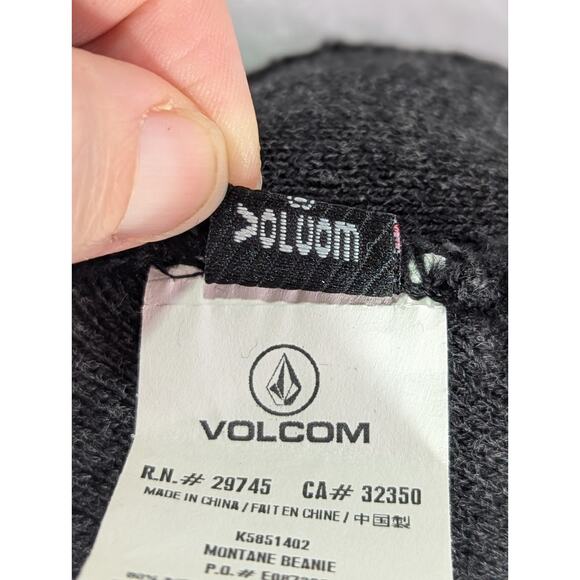 VOLCOM
VOLCOM
R.N.# 29745 CA# 32350
MADE IN CHINA / FAIT EN CHINE / 中国製
K5851402
MONTANE BEANIE
P.O.#